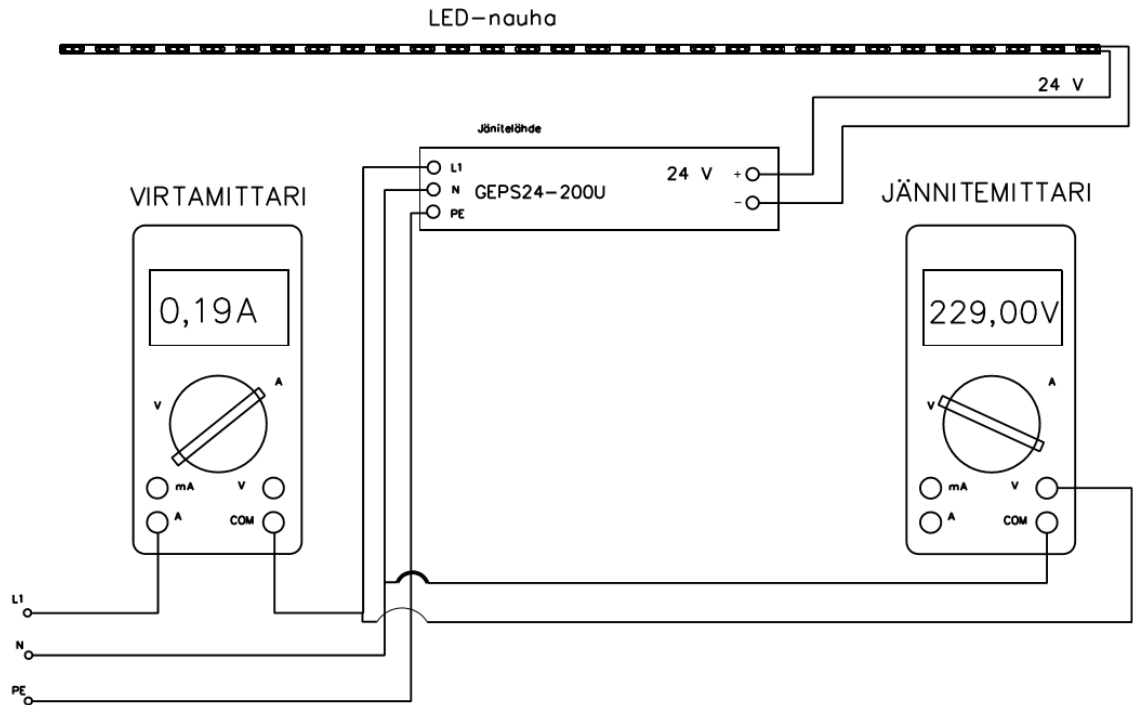 LED-nauha
24 V
Jänitelähde
L1
24 V
+
N
GEPS24-200U
-
PE
VIRTAMITTARI
JÄNNITEMITTARI
0,19A
229,00V
A
V
A
V
mA
V
A
COM
mA
V
A
COM
L1
N
PE